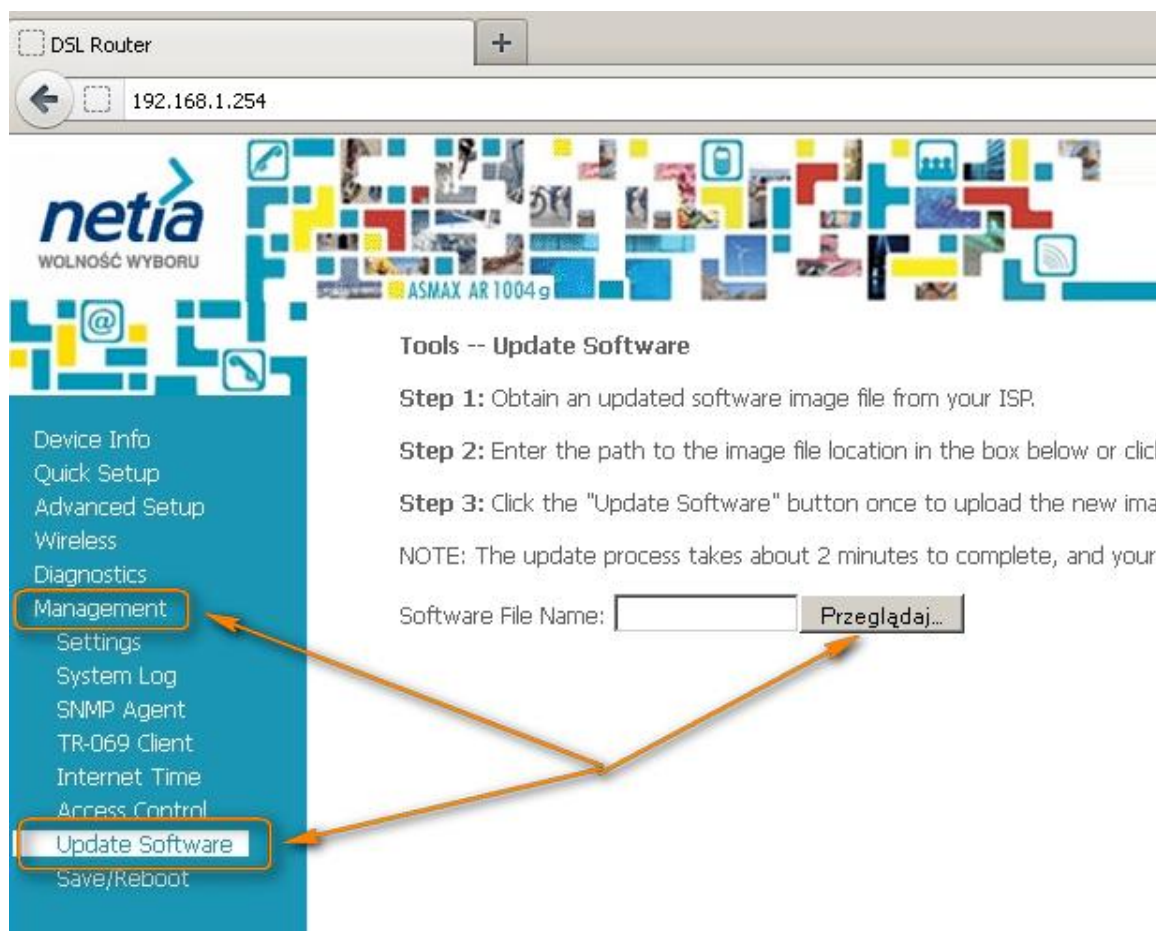 DSL Router
192.168.1.254
netia
WOLNOŚĆ WYBORU
ASMAX AR 1004 g
@
Tools -- Update Software
Step 1: Obtain an updated software image file from your ISP.
Step 2: Enter the path to the image file location in the box below or
Step 3: Click the "Update Software" button once to upload the new
NOTE: The update process takes about 2 minutes to complete, and your
Software File Name: Przeglądaj...
Device Info
Quick Setup
Advanced Setup
Wireless
Diagnostics
Management
Settings
System Log
SNMP Agent
TR-069 Client
Internet Time
Access Control
Update Software
Save/Reboot